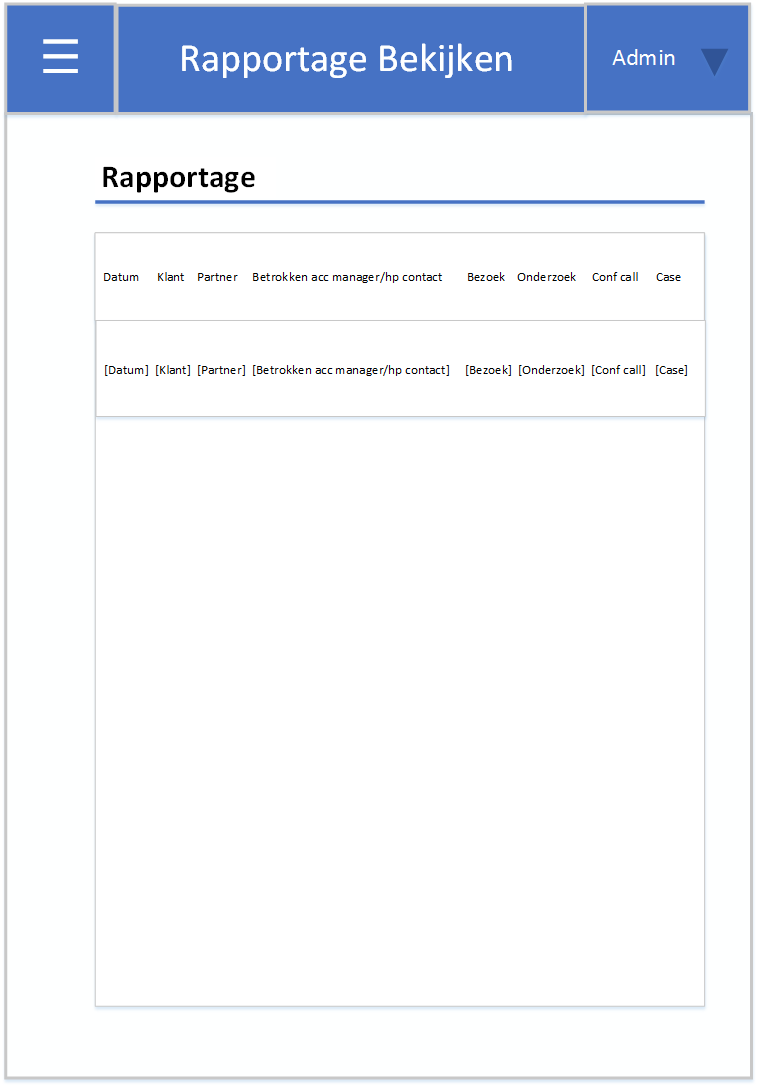 Rapportage Bekijken
Admin
Rapportage
Datum Klant Partner Betrokken acc manager/hp contact Bezoek Onderzoek Conf call Case
[Datum] [Klant] [Partner] [Betrokken acc manager/hp contact] [Bezoek] [Onderzoek] [Conf call] [Case]